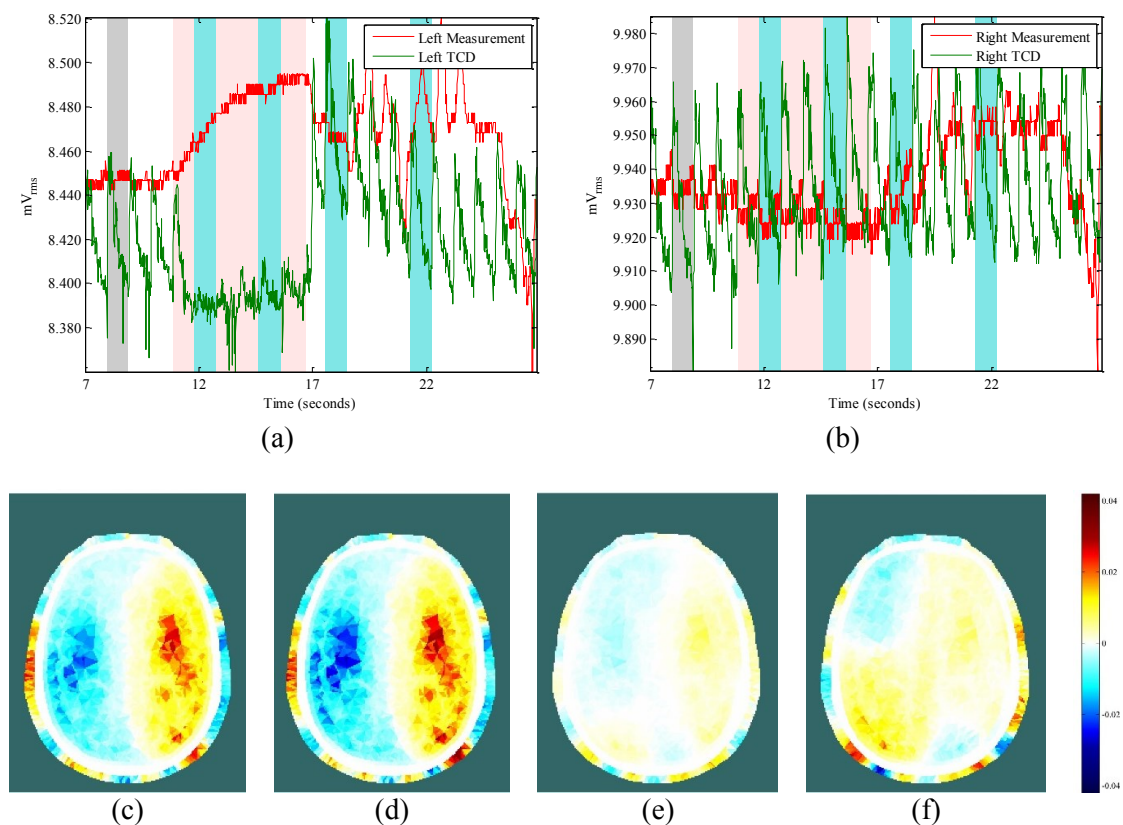 8.520
8.500
8.480
8.460
8.440
8.420
8.400
8.380
mVrms
7
12
17
22
Time (seconds)
Left Measurement
Left TCD
(a)
9.980
9.970
9.960
9.950
9.940
9.930
9.920
9.910
9.900
9.890
mVrms
7
12
17
22
Time (seconds)
Right Measurement
Right TCD
(b)
(c)
(d)
(e)
(f)
0.04
0.02
0
-0.02
-0.04